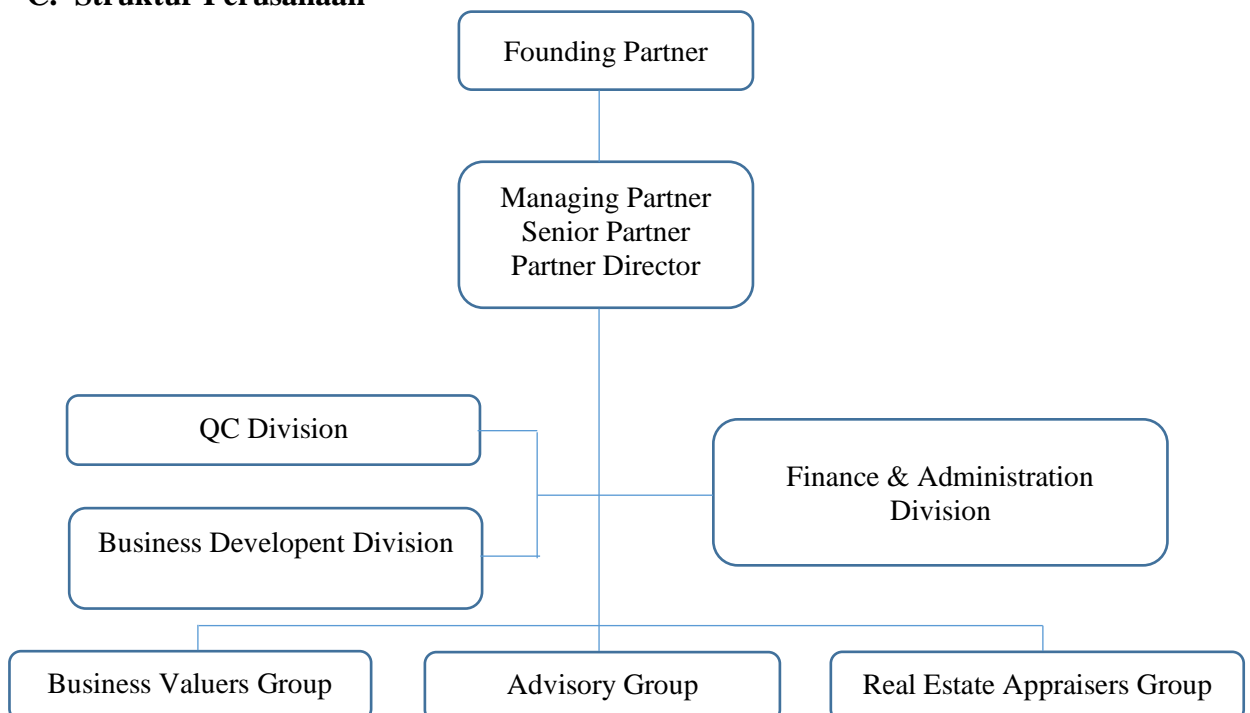 C. Struktur Perusahaan
Founding Partner
Managing Partner
Senior Partner
Partner Director
QC Division
Finance & Administration
Division
Business Developent Division
Business Valuers Group
Advisory Group
Real Estate Appraisers Group